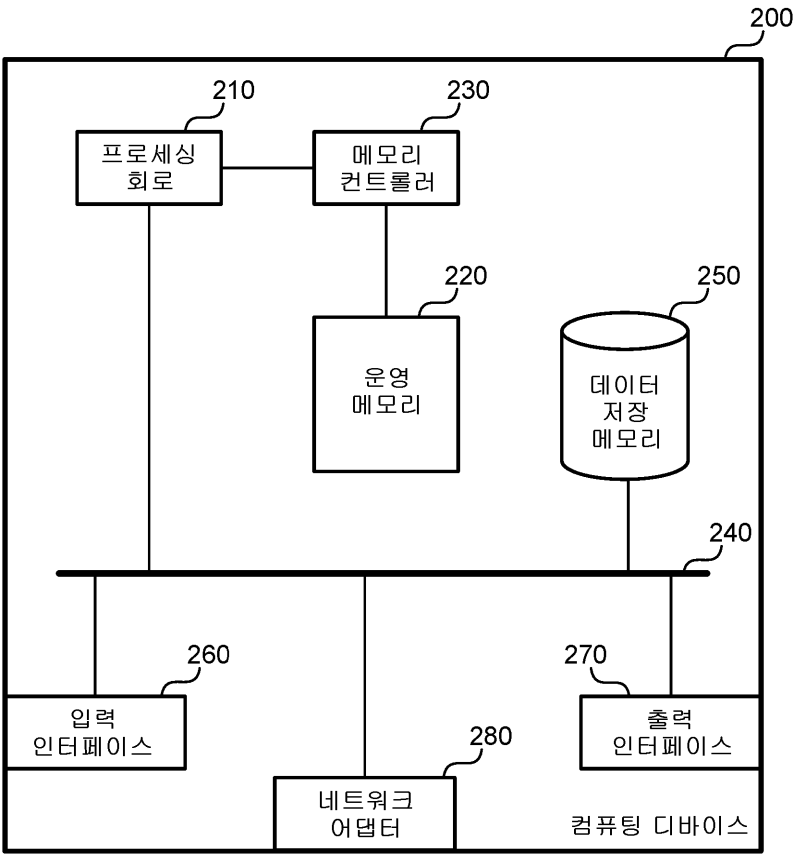 200
210
230
프로세싱
회로
메모리
컨트롤러
220
250
운영
메모리
데이터
저장
메모리
240
260
270
입력
인터페이스
출력
인터페이스
280
네트워크
어댑터
컴퓨팅 디바이스